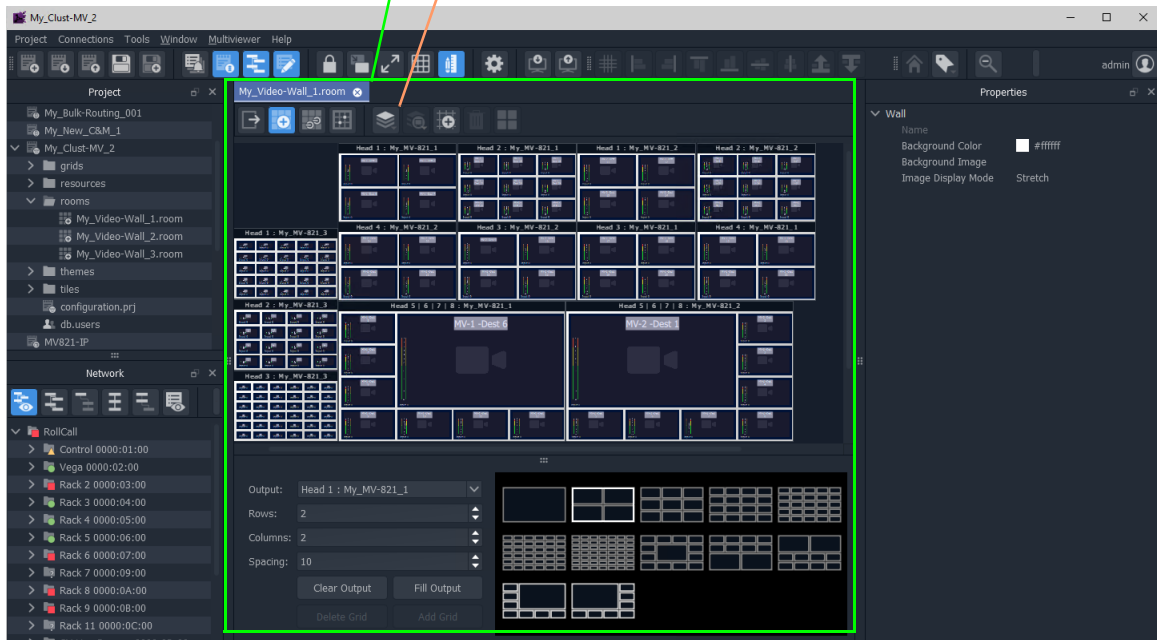 My_Clust-MV_2
Project Connections Tools Window Multiviewer Help
admin
Project
My_Bulk-Routing_001
My_New_C&M_1
My_Clust-MV_2
grids
resources
rooms
My_Video-Wall_1.room
My_Video-Wall_2.room
My_Video-Wall_3.room
themes
tiles
configuration.prj
db.users
MV821-IP
Network
RollCall
Control 0000:01:00
Vega 0000:02:00
Rack 2 0000:03:00
Rack 3 0000:04:00
Rack 4 0000:05:00
Rack 5 0000:06:00
Rack 6 0000:07:00
Rack 7 0000:09:00
Rack 8 0000:0A:00
Rack 9 0000:0B:00
Rack 11 0000:0C:00
My_Video-Wall_1.room
Head 1 : My_MV-821_1
Head 2 : My_MV-821_1
Head 1 : My_MV-821_2
Head 2 : My_MV-821_2
Head 1 : My_MV-821_3
Head 4 : My_MV-821_2
Head 3 : My_MV-821_2
Head 3 : My_MV-821_1
Head 4 : My_MV-821_1
Head 2 : My_MV-821_3
Head 5 | 6 | 7 | 8 : My_MV-821_1
Head 5 | 6 | 7 | 8 : My_MV-821_2
MV-1 -Dest 6
MV-2 -Dest 1
Head 3 : My_MV-821_3
Output: Head 1 : My_MV-821_1
Rows: 2
Columns: 2
Spacing: 10
Clear Output Fill Output
Delete Grid Add Grid
Properties
Wall
Name
Background Color #ffffff
Background Image
Image Display Mode Stretch